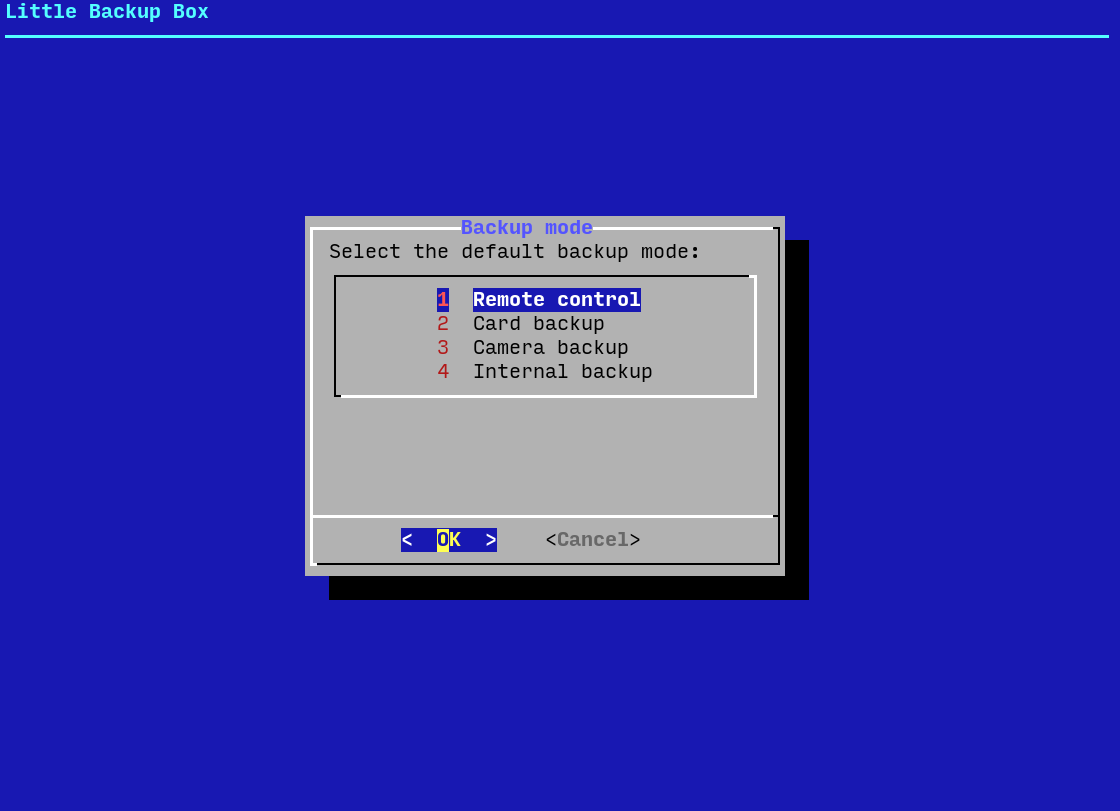 Little Backup Box
Backup mode
Select the default backup mode:
1 Remote control
2 Card backup
3 Camera backup
4 Internal backup
< OK > <Cancel>